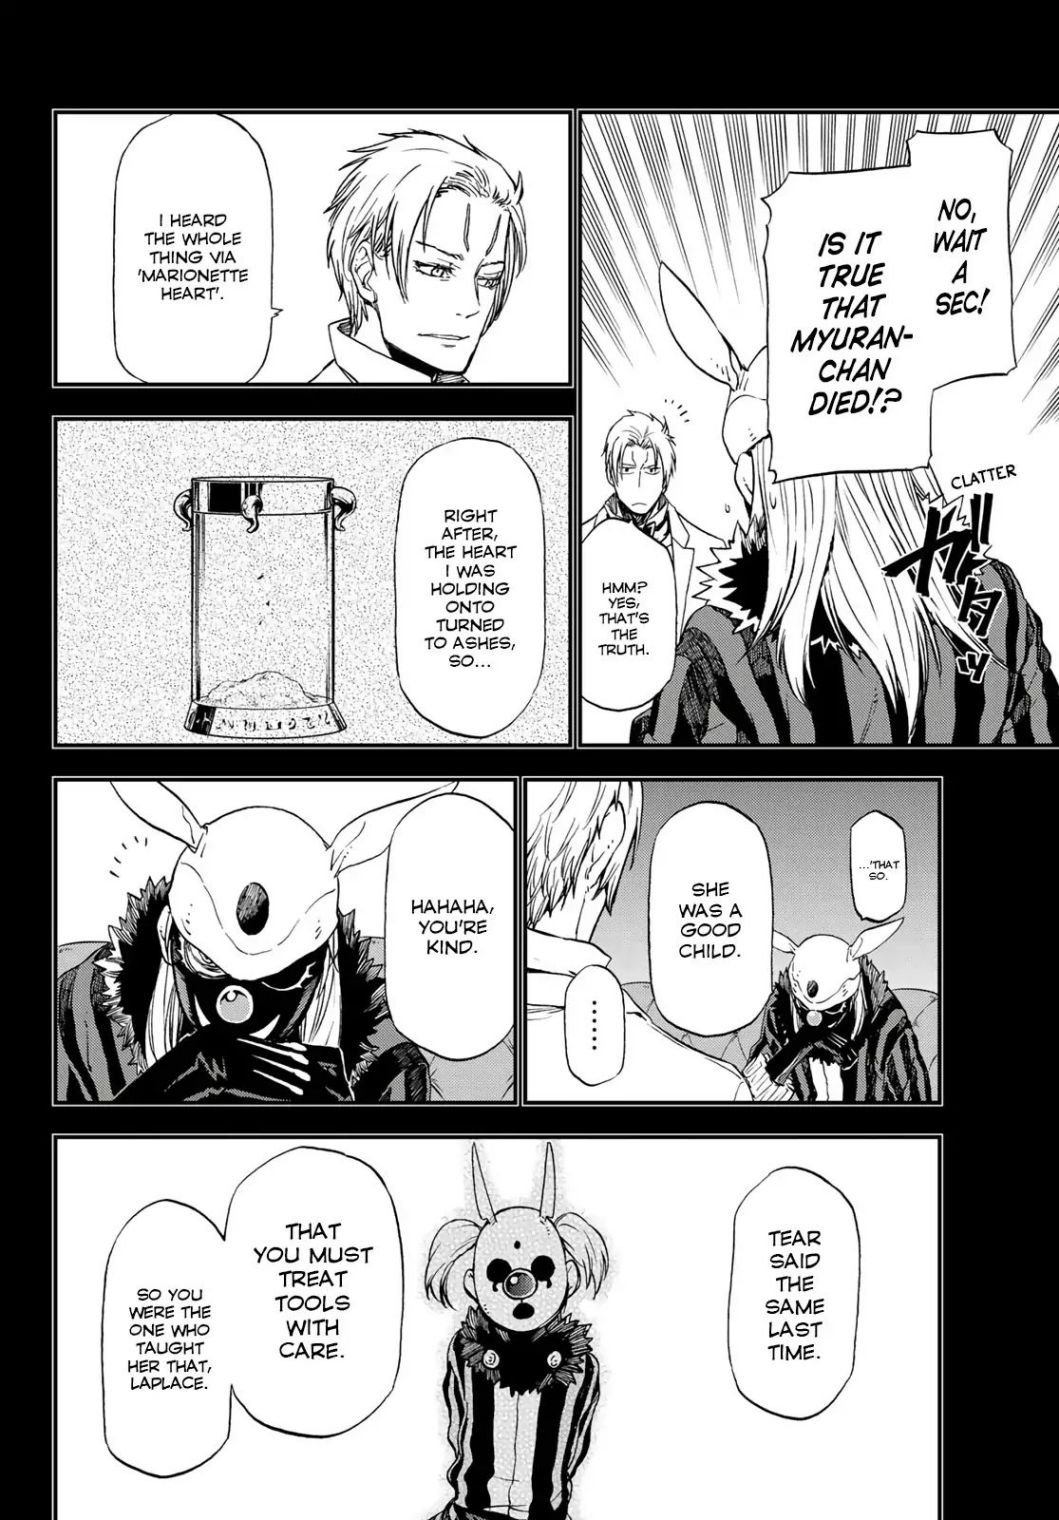 NO,
WAIT
A
SEC!
IS IT
TRUE
THAT
MYURAN-
CHAN
DIED!?
CLATTER
ガタッ
HMM?
YES,
THAT'S
THE
TRUTH.
I HEARD
THE WHOLE
THING VIA
'MARIONETTE
HEART'.
RIGHT
AFTER,
THE HEART
I WAS
HOLDING
ONTO
TURNED
TO ASHES,
SO...
...'THAT
SO.
SHE
WAS A
GOOD
CHILD.
......
HAHAHA,
YOU'RE
KIND.
TEAR
SAID
THE
SAME
LAST
TIME.
THAT
YOU MUST
TREAT
TOOLS
WITH
CARE.
SO YOU
WERE THE
ONE WHO
TAUGHT
HER THAT,
LAPLACE.